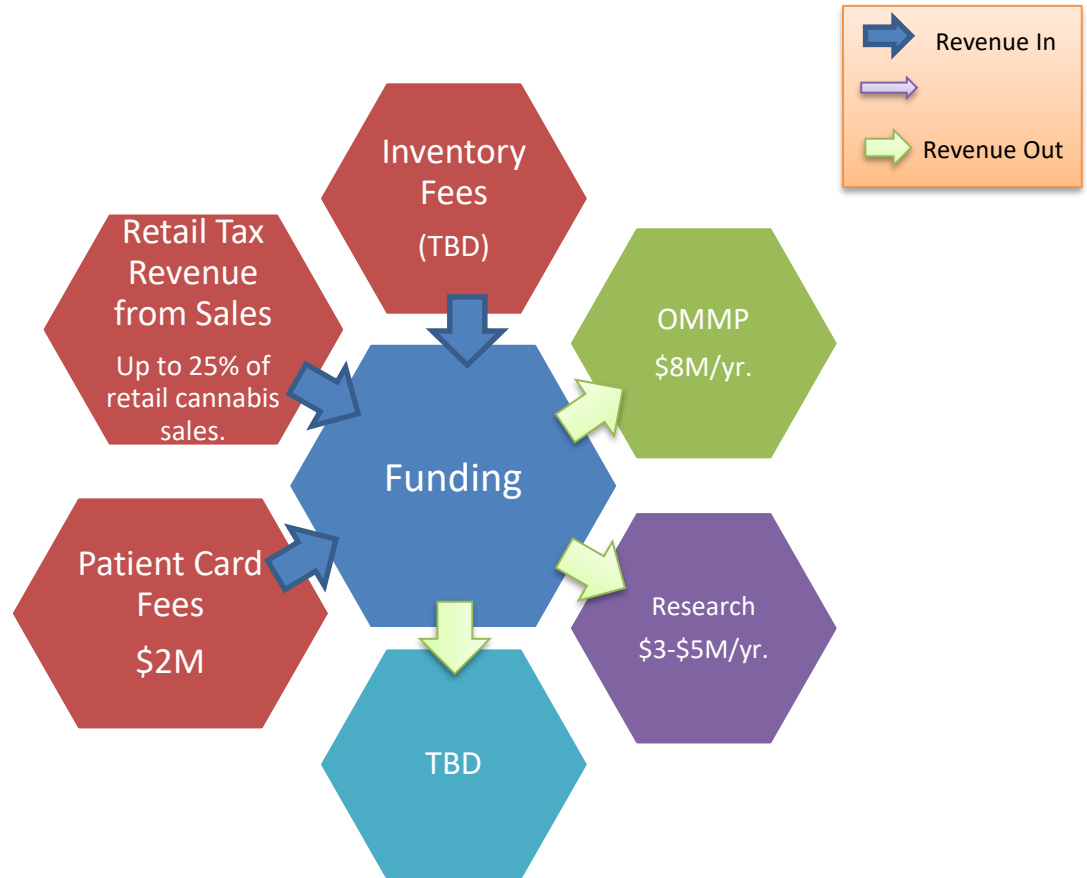 Revenue In
Revenue Out
Inventory
Fees
(TBD)
Retail Tax
Revenue
from Sales
Up to 25% of
retail cannabis
sales.
OMMP
$8M/yr.
Funding
Patient Card
Fees
$2M
Research
$3-$5M/yr.
TBD